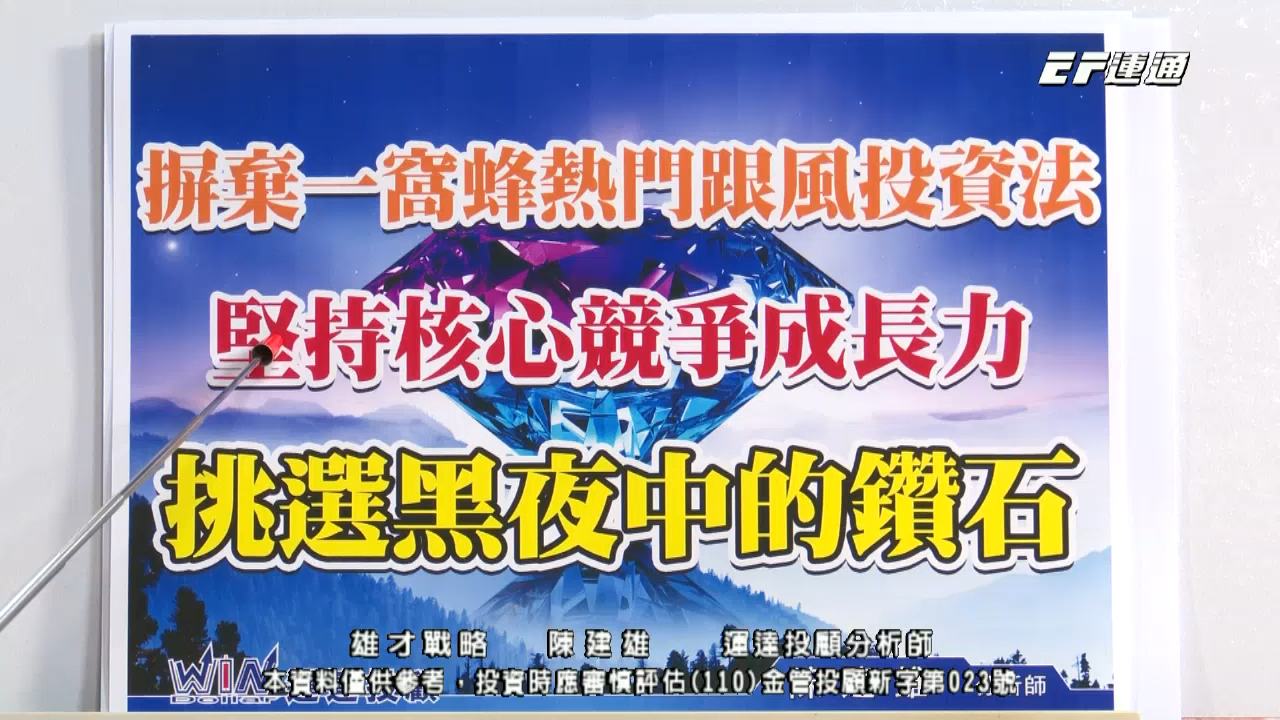 EF運通
摒棄一窩蜂熱門跟風投資法
堅持核心競爭成長力
挑選黑夜中的鑽石
雄才戰略 陳建雄 運達投顧分析師
WIN
本資料僅供參考，投資時應審慎評估(110)金管投顧新字第023號